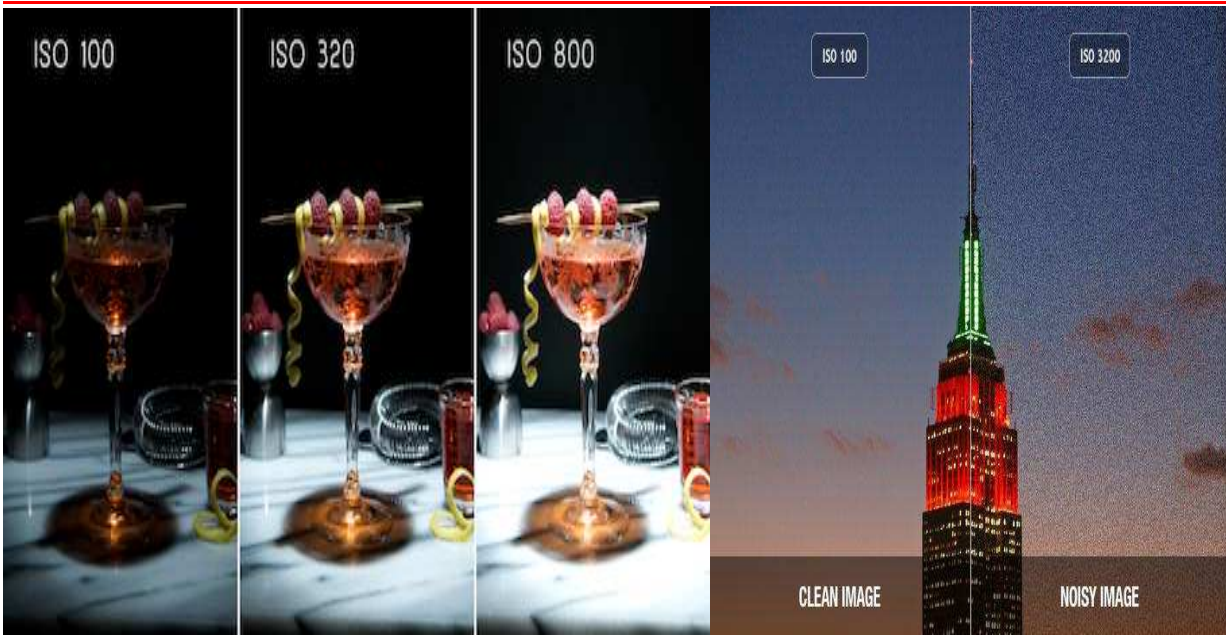 ISO 100
ISO 320
ISO 800
ISO 100
ISO 3200
CLEAN IMAGE
NOISY IMAGE